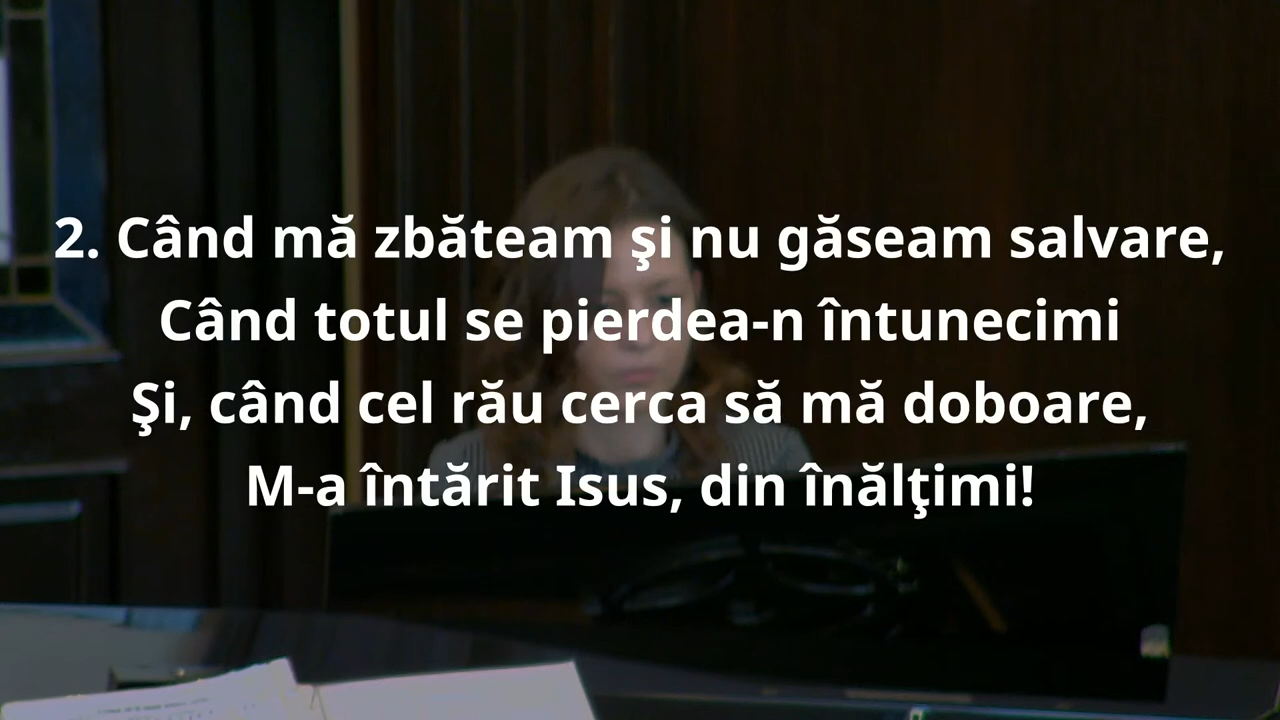 2. Când mă zbăteam şi nu găseam salvare,
Când totul se pierdea-n întunecimi
Şi, când cel rău cerca să mă doboare,
M-a întărit Isus, din înălţimi!